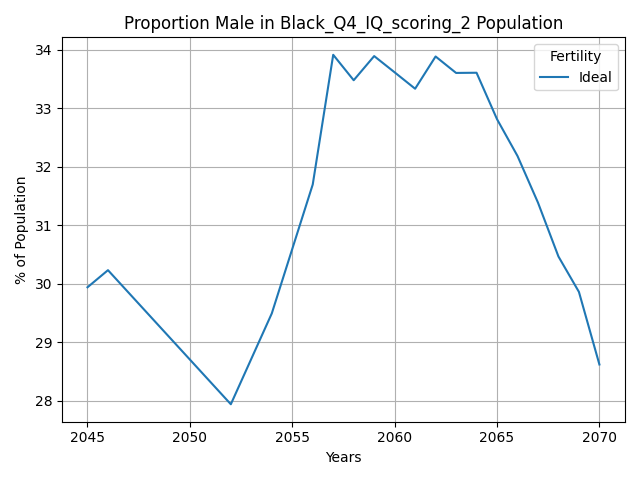 Proportion Male in Black_Q4_IQ_scoring_2 Population
34
33
32
31
30
29
28
% of Population
Fertility
Ideal
2045 2050 2055 2060 2065 2070
Years